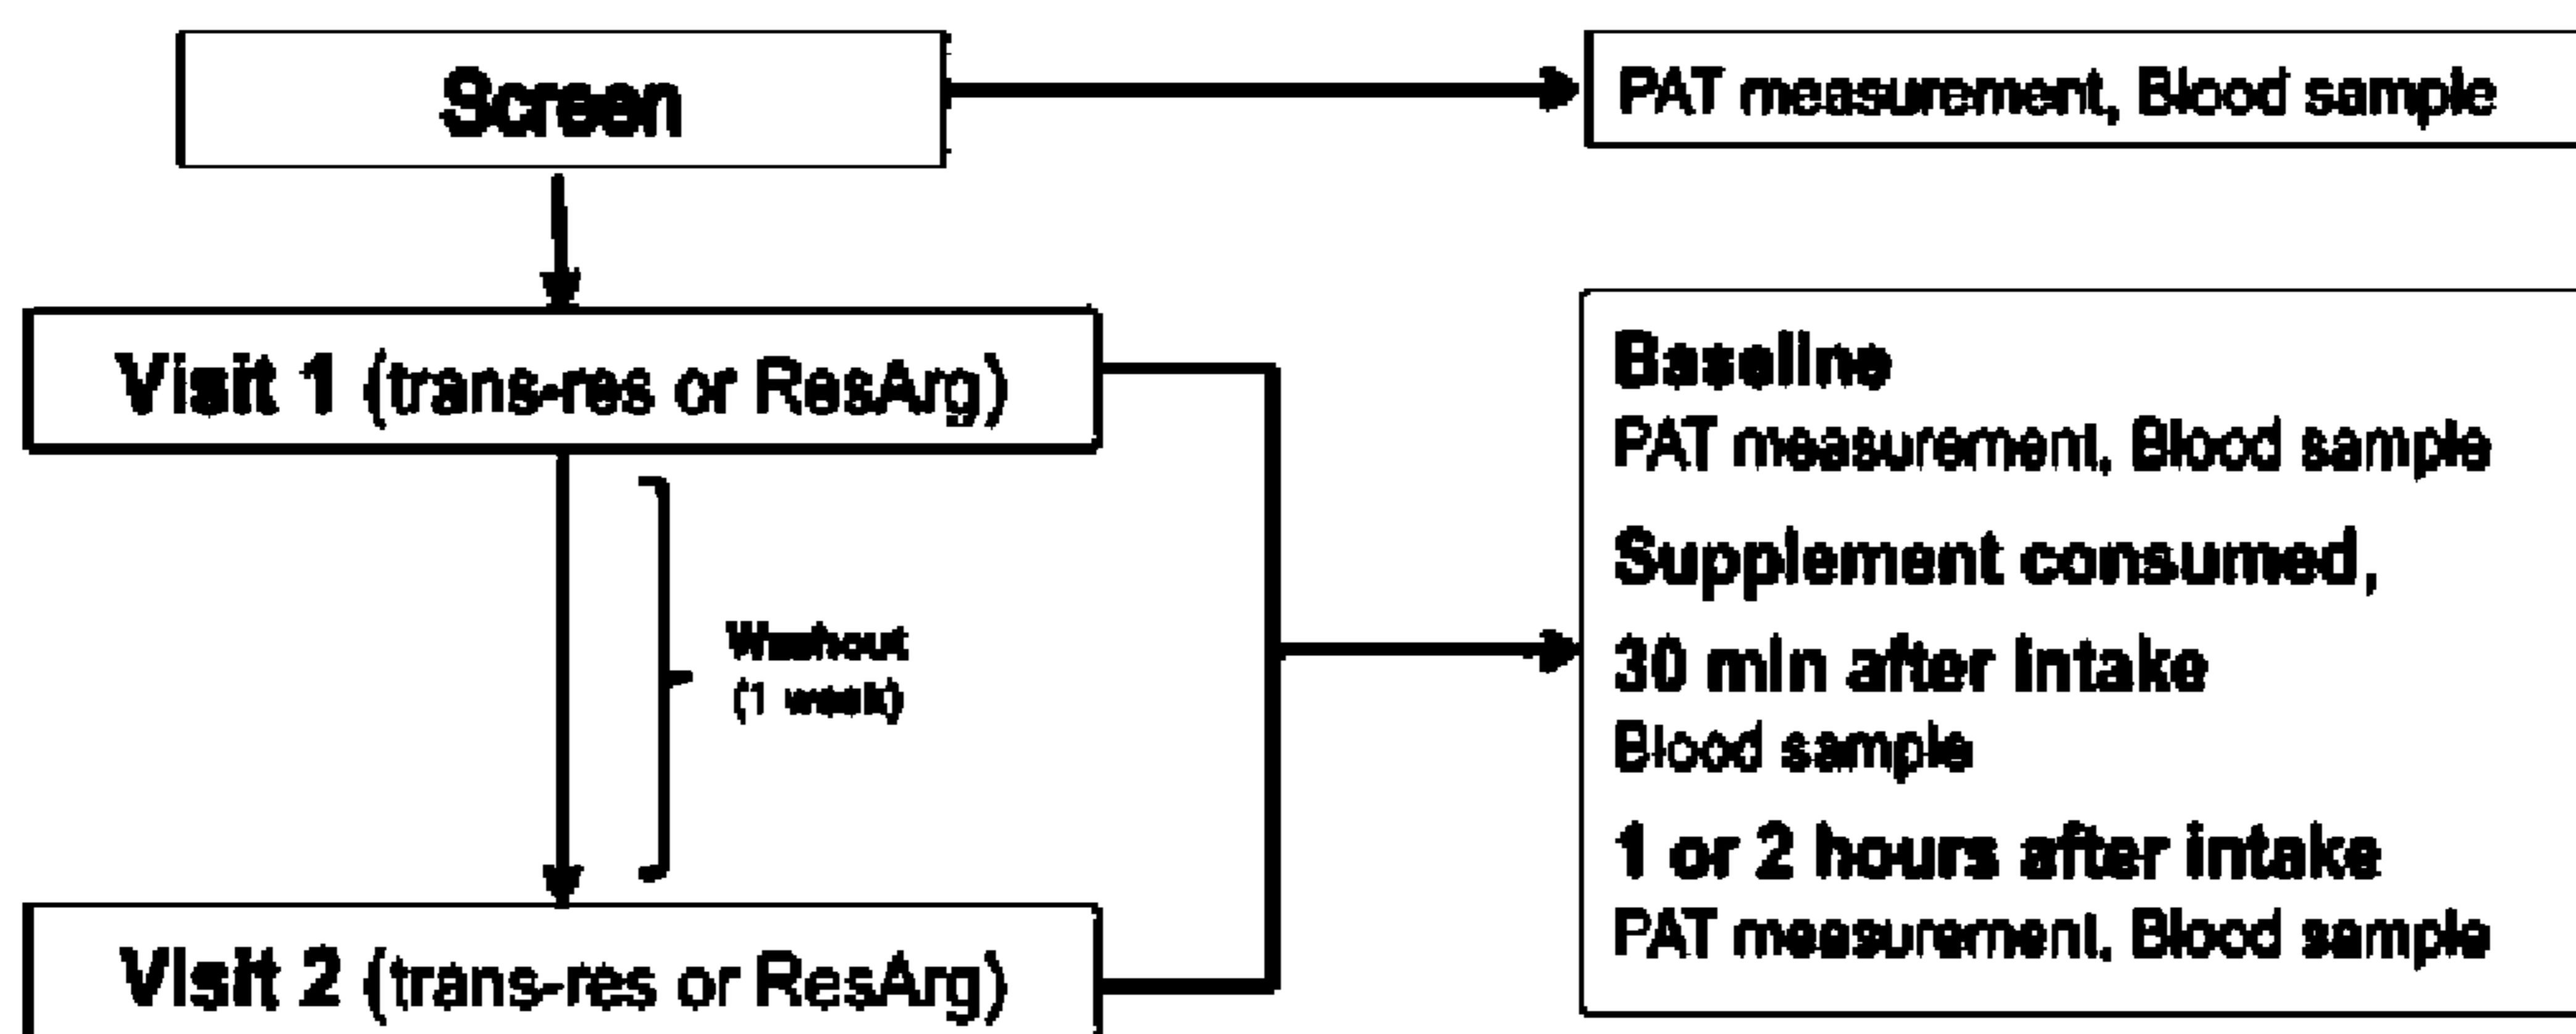 Screen
PAT measurement, Blood sample
Visit 1 (trans-res or ResArg)
Washout
(1 week)
Visit 2 (trans-res or ResArg)
Baseline
PAT measurement, Blood sample
Supplement consumed,
30 min after intake
Blood sample
1 or 2 hours after intake
PAT measurement, Blood sample